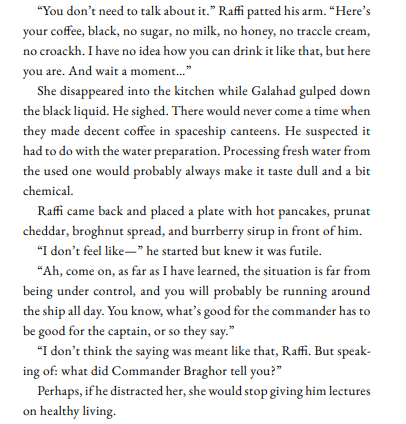 “You don’t need to talk about it.” Raffi patted his arm. “Here’s
your coffee, black, no sugar, no milk, no honey, no traccle cream,
no croackh. I have no idea how you can drink it like that, but here
you are. And wait a moment...”
She disappeared into the kitchen while Galahad gulped down
the black liquid. He sighed. There would never come a time when
they made decent coffee in spaceship canteens. He suspected it
had to do with the water preparation. Processing fresh water from
the used one would probably always make it taste dull and a bit
chemical.
Raffi came back and placed a plate with hot pancakes, prunat
cheddar, broghnut spread, and burrberry sirup in front of him.
“I don’t feel like—” he started but knew it was futile.
“Ah, come on, as far as I have learned, the situation is far from
being under control, and you will probably be running around
the ship all day. You know, what’s good for the commander has to
be good for the captain, or so they say.”
“I don’t think the saying was meant like that, Raffi. But speak-
ing of: what did Commander Braghor tell you?”
Perhaps, if he distracted her, she would stop giving him lectures
on healthy living.